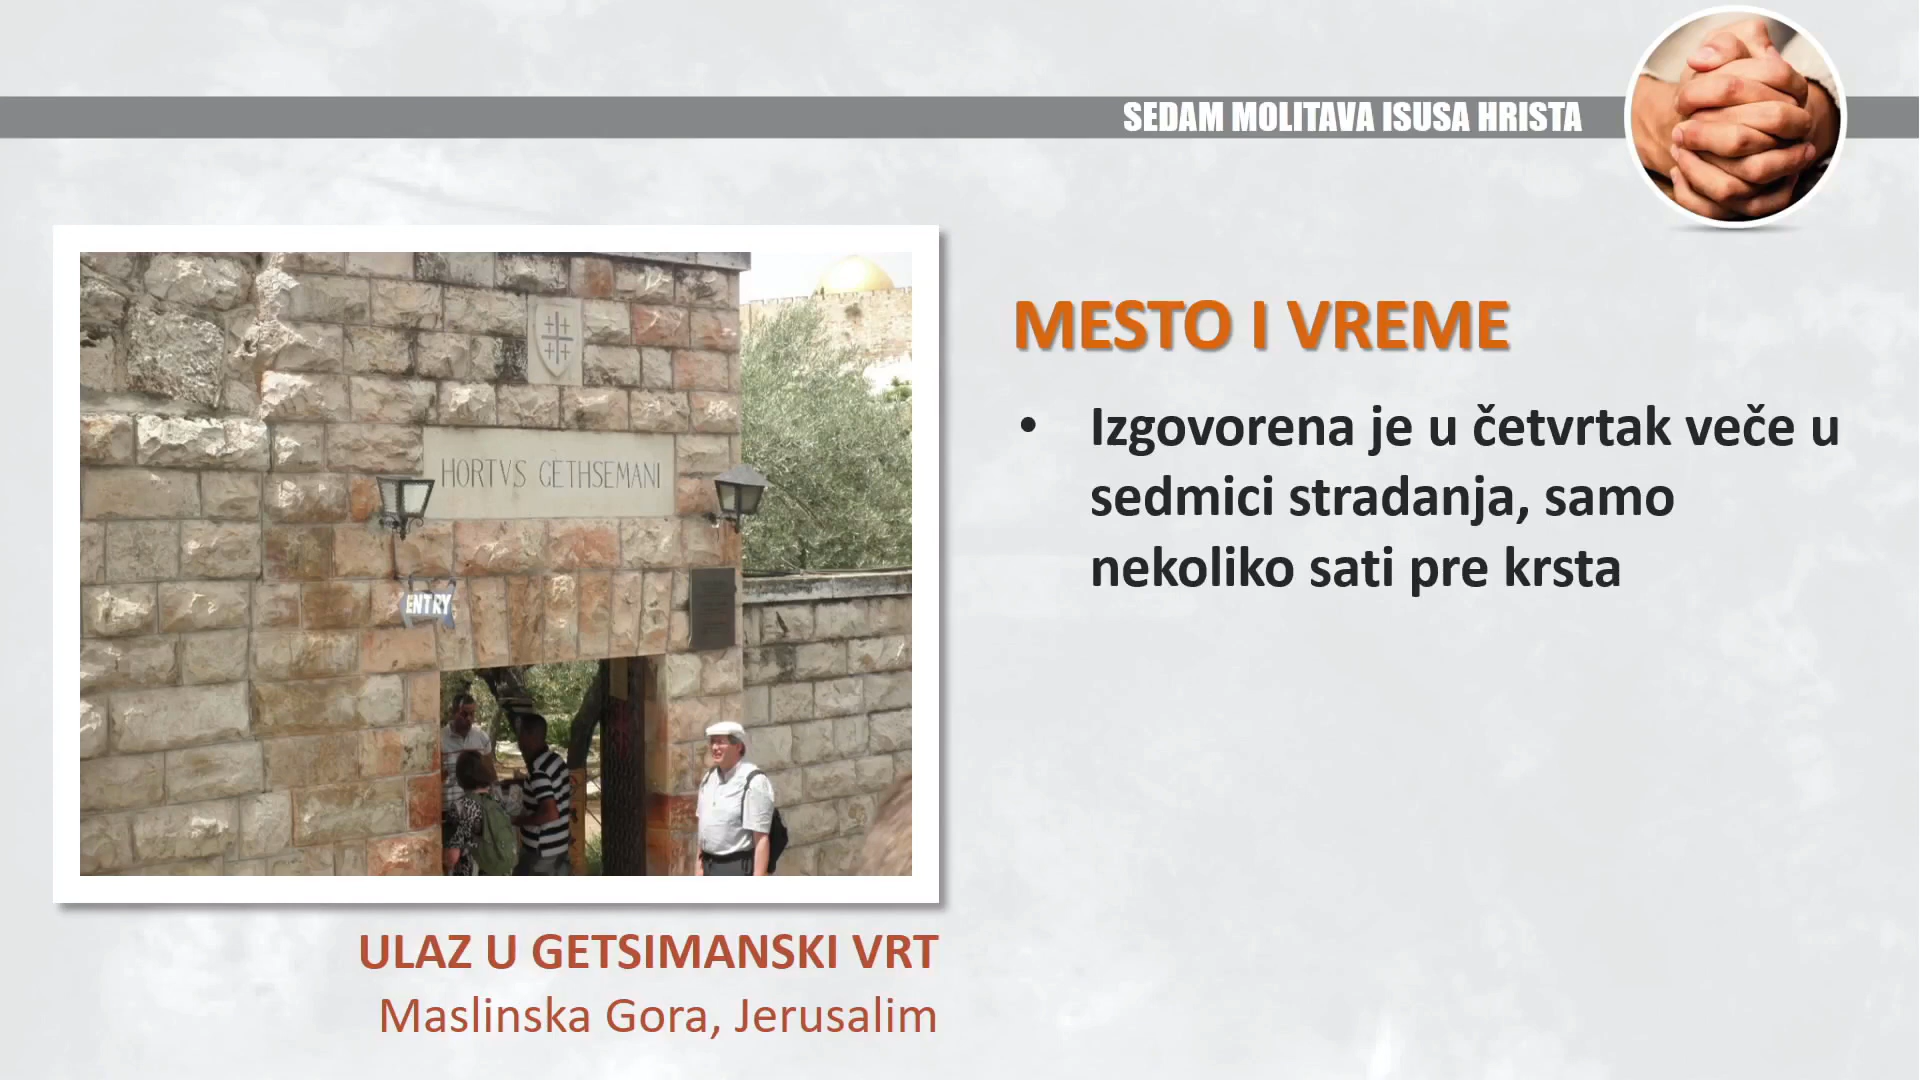 SEDAM MOLITAVA ISUSA HRISTA
HORTVS GETHSEMANI
ENTRY
ULAZ U GETSIMANSKI VRT
Maslinska Gora, Jerusalim
MESTO I VREME
• Izgovorena je u četvrtak veče u
sedmici stradanja, samo
nekoliko sati pre krsta